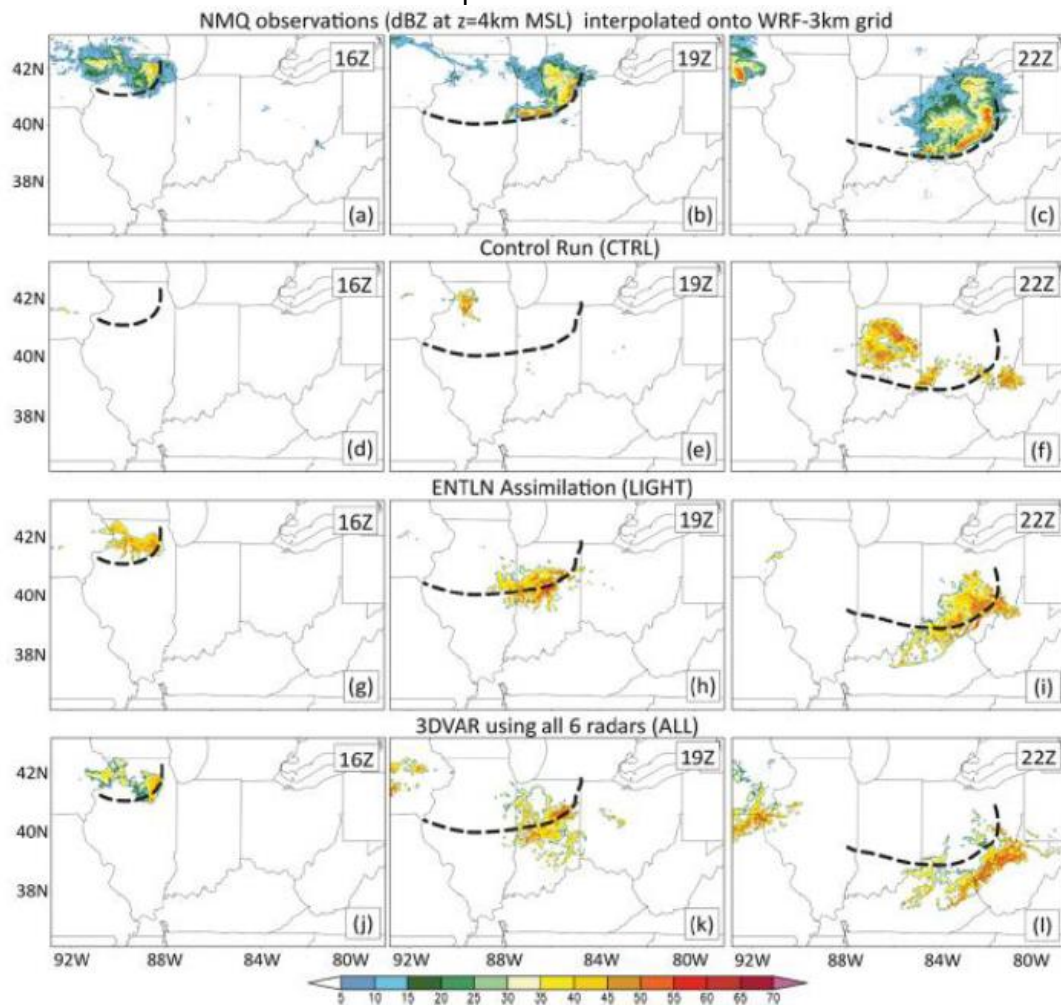 NMQ observations (dBZ at z=4km MSL) interpolated onto WRF-3km grid
16Z
19Z
22Z
42N
40N
38N
(a)
(b)
(c)
Control Run (CTRL)
16Z
19Z
22Z
42N
40N
38N
(d)
(e)
(f)
ENTLN Assimilation (LIGHT)
16Z
19Z
22Z
42N
40N
38N
(g)
(h)
(i)
3DVAR using all 6 radars (ALL)
16Z
19Z
22Z
42N
40N
38N
(j)
(k)
(l)
92W 88W 84W 80W 92W 88W 84W 80W 92W 88W 84W 80W
5 10 15 20 25 30 35 40 45 50 55 60 65 70